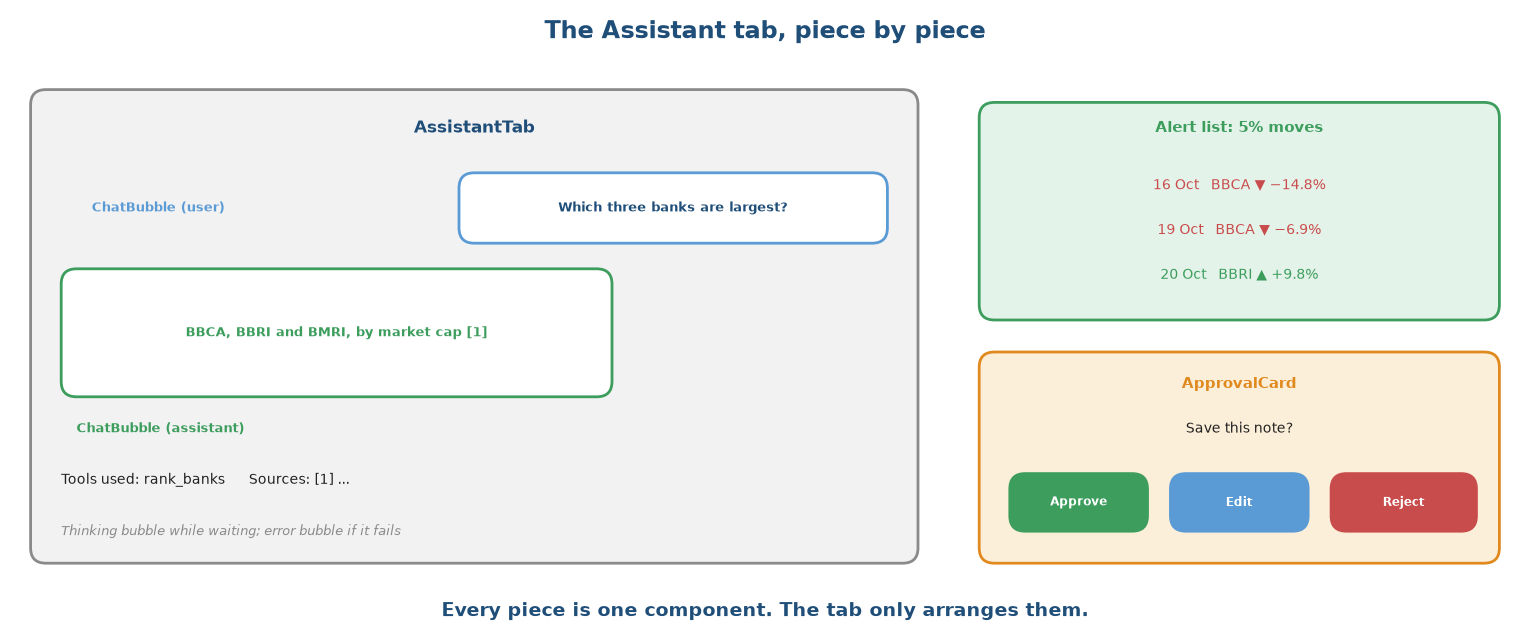 The Assistant tab, piece by piece
AssistantTab
ChatBubble (user)
Which three banks are largest?
BBCA, BBRI and BMRI, by market cap [1]
ChatBubble (assistant)
Tools used: rank_banks Sources: [1] ...
Thinking bubble while waiting; error bubble if it fails
Alert list: 5% moves
16 Oct BBCA ▼ −14.8%
19 Oct BBCA ▼ −6.9%
20 Oct BBRI ▲ +9.8%
ApprovalCard
Save this note?
Approve
Edit
Reject
Every piece is one component. The tab only arranges them.